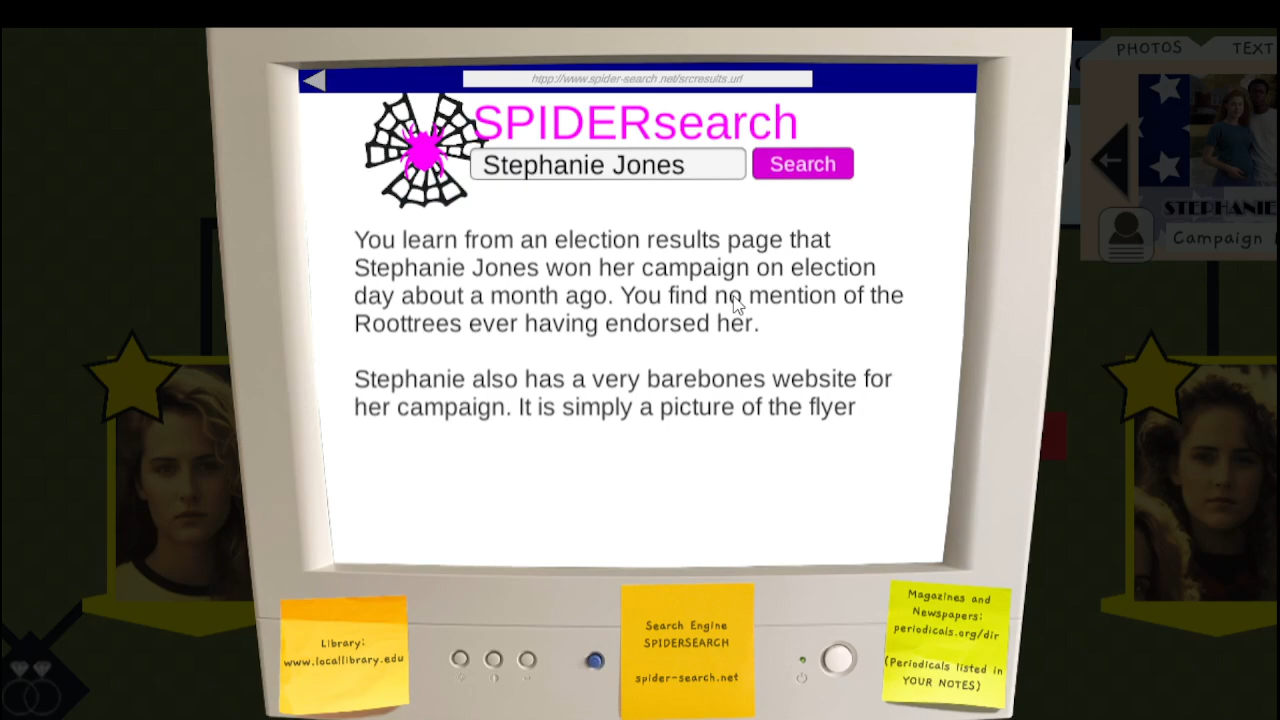 PHOTOS
TEXT
htpp://www.spider-search.net/srcresults.url
SPIDERsearch
Stephanie Jones
Search
STEPHANIE
Campaign
You learn from an election results page that
Stephanie Jones won her campaign on election
day about a month ago. You find no mention of the
Roottrees ever having endorsed her.
Stephanie also has a very barebones website for
her campaign. It is simply a picture of the flyer
Library:
www.locallibrary.edu
Search Engine
SPIDERSEARCH
spider-search.net
Magazines and
Newspapers:
periodicals.org/dir
(Periodicals listed in
YOUR NOTES)